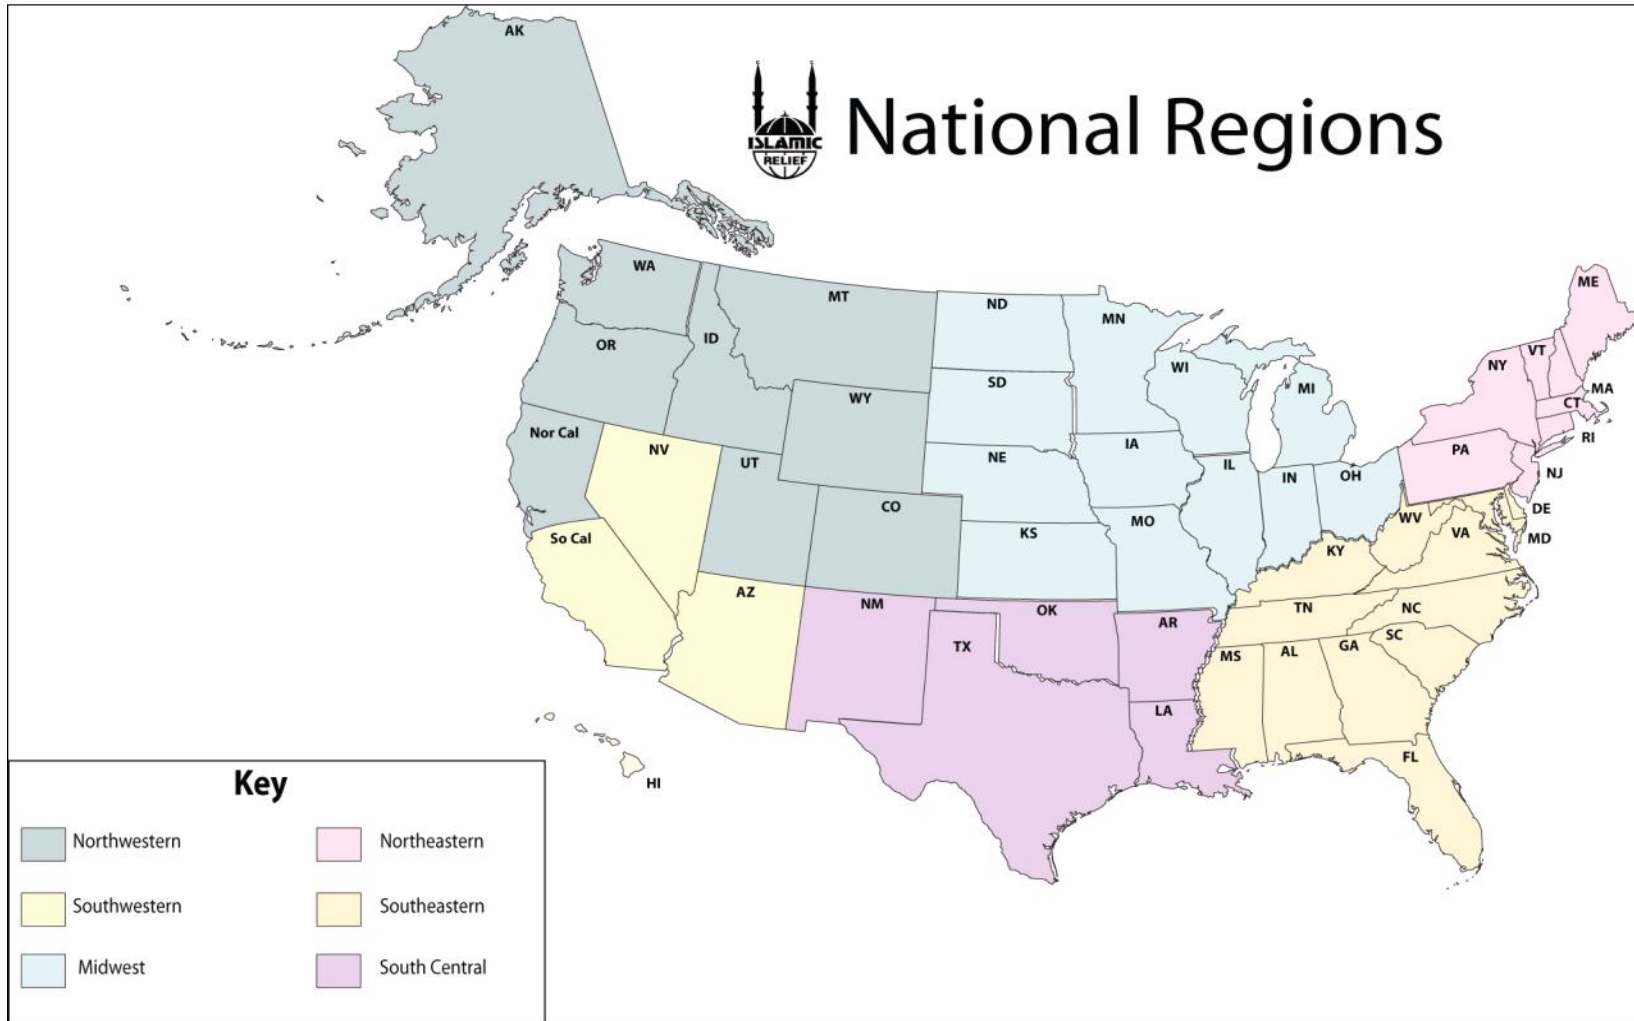 AK
ISLAMIC
RELIEF
National Regions
WA
MT
ND
MN
ME
OR
ID
WI
MI
NY
VT
MA
SD
WY
CT
RI
Nor Cal
NV
UT
NE
IA
IL
IN
OH
PA
NJ
CO
KS
MO
WV
VA
DE
MD
So Cal
KY
AZ
NM
OK
AR
TN
NC
TX
MS
AL
GA
SC
LA
FL
HI
Key
Northwestern
Northeastern
Southwestern
Southeastern
Midwest
South Central